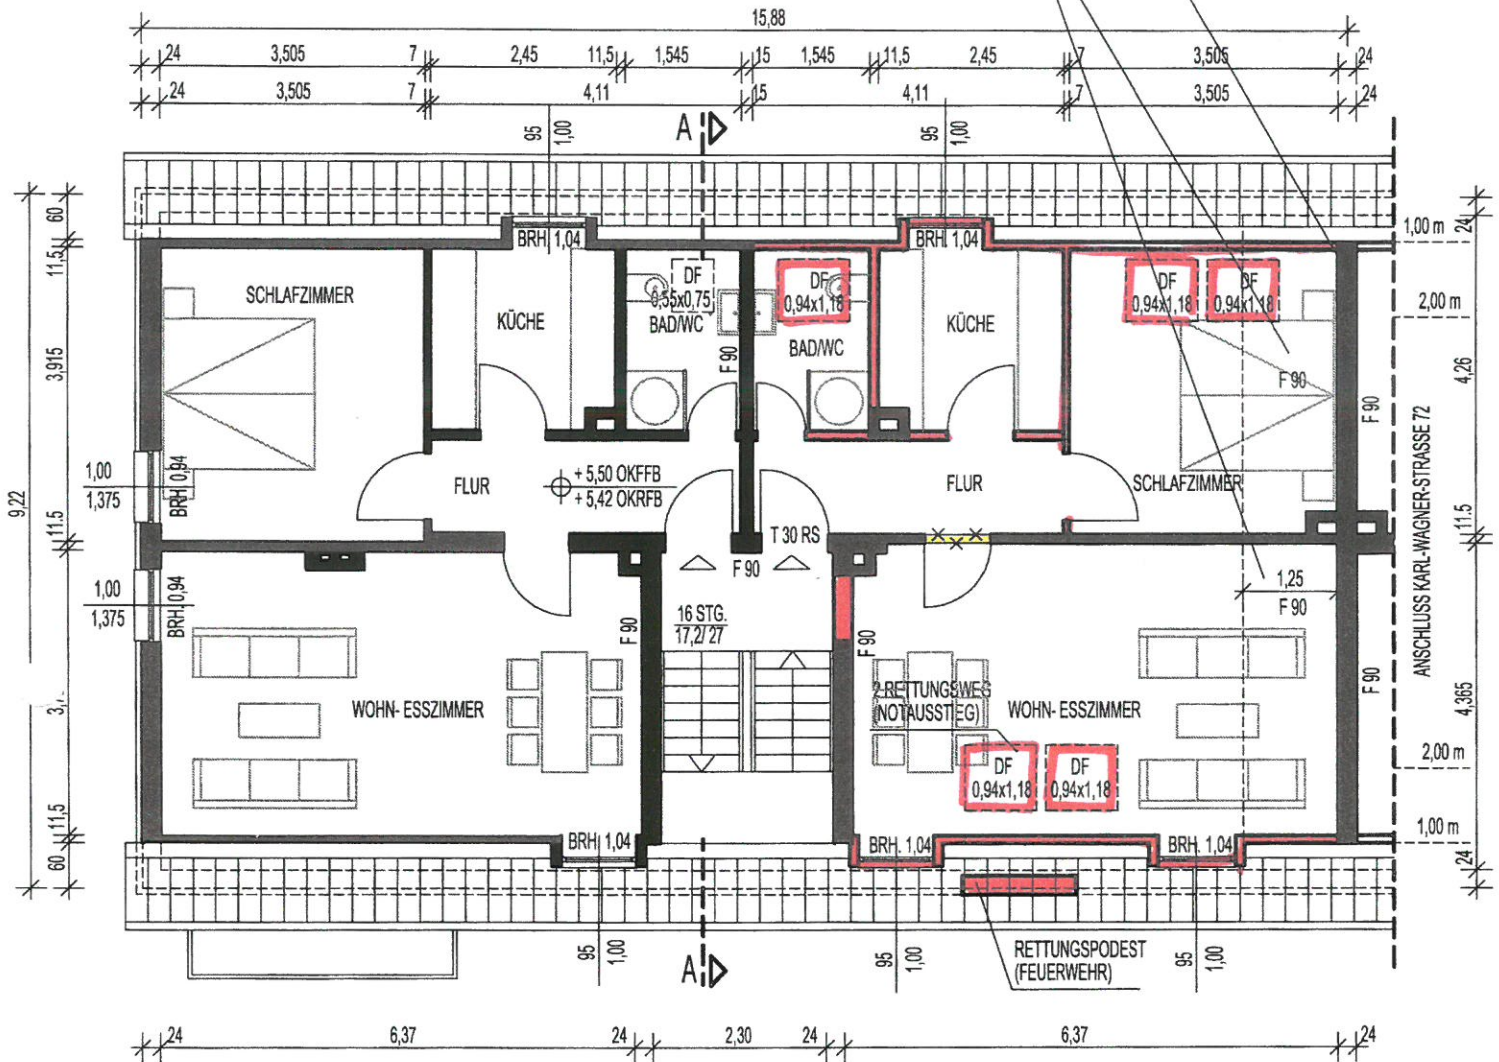 15,88
24 3,505 7 2,45 11,5 1,545 15 1,545 11,5 2,45 7 3,505 24
24 3,505 7 4,11 15 4,11 7 3,505 24
95 1,00
A
95 1,00
60
24
1,00 m
BRH. 1,04
BRH. 1,04
11,5
SCHLAFZIMMER
KÜCHE
DF
0,55x0,75
BAD/WC
DF
0,94x1,18
BAD/WC
KÜCHE
DF
0,94x1,18
DF
0,94x1,18
2,00 m
3,915
F 90
F 90
F 90
4,26
9,22
1,00
1,375
BRH. 0,94
FLUR
+ 5,50 OKFFB
+ 5,42 OKRFB
FLUR
SCHLAFZIMMER
ANSCHLUSS KARL-WAGNER-STRASSE 72
11,5
11,5
T 30 RS
F 90
1,00
1,375
BRH. 0,94
1,25
F 90
16 STG.
17,2/ 27
F 90
F 90
F 90
WOHN- ESSZIMMER
2.RETTUNGSWEG
(NOTAUSSTIEG)
WOHN- ESSZIMMER
4,365
DF
0,94x1,18
DF
0,94x1,18
2,00 m
11,5
BRH. 1,04
BRH. 1,04
BRH. 1,04
1,00 m
60
24
95 1,00
A
95 1,00
RETTUNGSPODEST
(FEUERWEHR)
95 1,00
24 6,37 24 2,30 24 6,37 24